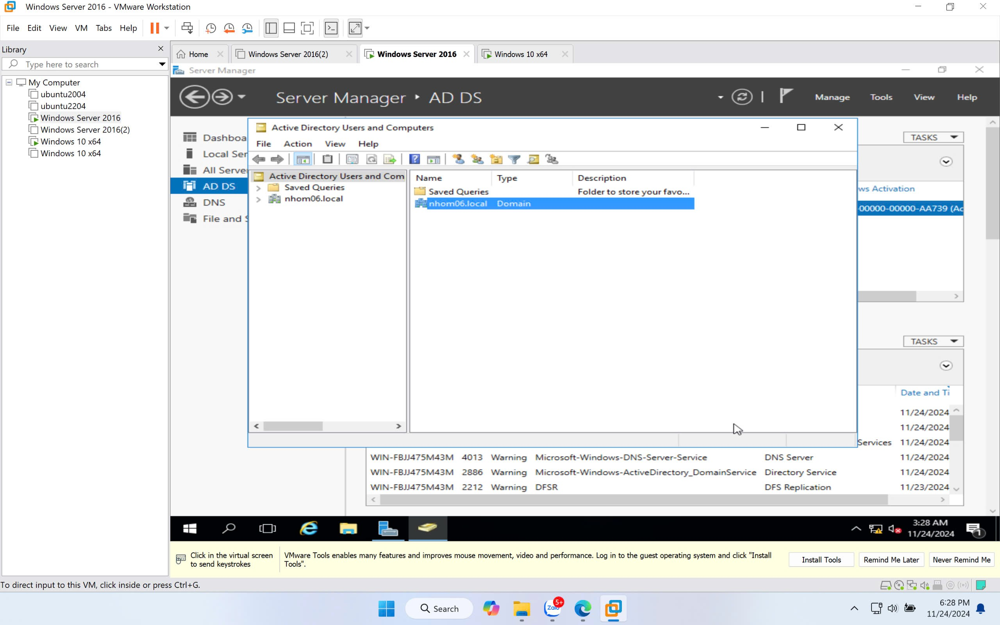 Windows Server 2016 - VMware Workstation
File Edit View VM Tabs Help
Library
Type here to search
My Computer
ubuntu2004
ubuntu2204
Windows Server 2016
Windows Server 2016(2)
Windows 10 x64
Windows 10 x64
Home
Windows Server 2016(2)
Windows Server 2016
Windows 10 x64
Server Manager
Server Manager AD DS
Manage Tools View Help
Dashboa
Local Ser
All Serve
AD DS
DNS
File and S
Active Directory Users and Computers
File Action View Help
Active Directory Users and Com
Saved Queries
nhom06.local
Name Type Description
Saved Queries Folder to store your favo...
nhom06.local Domain
TASKS
ws Activation
-00000-00000-AA739 (Ac
TASKS
Date and Ti
11/24/2024
11/24/2024
Services 11/24/2024
WIN-FBJJ475M43M 4013 Warning Microsoft-Windows-DNS-Server-Service DNS Server 11/24/2024
WIN-FBJJ475M43M 2886 Warning Microsoft-Windows-ActiveDirectory_DomainService Directory Service 11/24/2024
WIN-FBJJ475M43M 2212 Warning DFSR DFS Replication 11/23/2024
3:28 AM
11/24/2024
1
Click in the virtual screen
to send keystrokes
VMware Tools enables many features and improves mouse movement, video and performance. Log in to the guest operating system and click "Install
Tools".
Install Tools
Remind Me Later
Never Remind Me
To direct input to this VM, click inside or press Ctrl+G.
Search
Zalo
5+
6:28 PM
11/24/2024